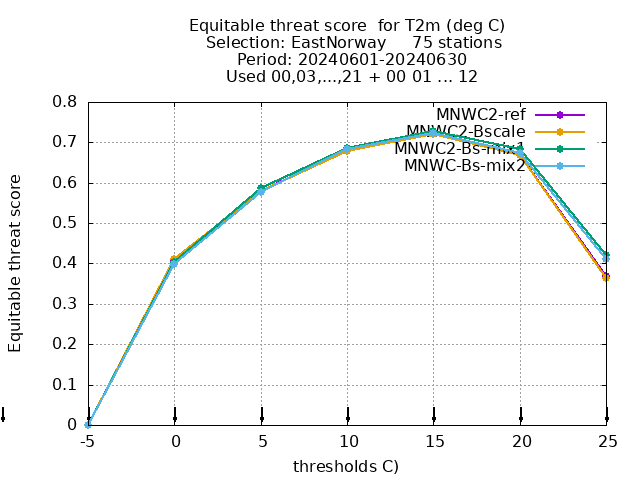 Equitable threat score  for T2m (deg C)
Selection: EastNorway     75 stations
Period: 20240601-20240630
Used 00,03,...,21 + 00 01 ... 12
MNWC2-ref
MNWC2-Bscale
MNWC2-Bs-mix1
MNWC-Bs-mix2
Equitable threat score
0.8
0.7
0.6
0.5
0.4
0.3
0.2
0.1
0
-5
0
5
10
15
20
25
thresholds C)